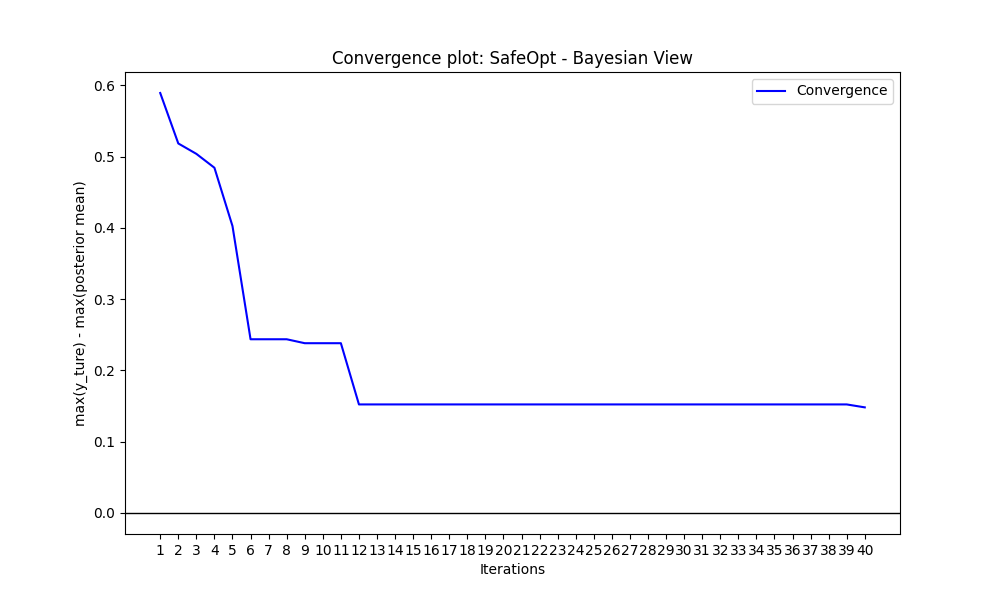 Convergence plot: SafeOpt - Bayesian View
Convergence
max(y_ture) - max(posterior mean)
0.6
0.5
0.4
0.3
0.2
0.1
0.0
1 2 3 4 5 6 7 8 9 10 11 12 13 14 15 16 17 18 19 20 21 22 23 24 25 26 27 28 29 30 31 32 33 34 35 36 37 38 39 40
Iterations